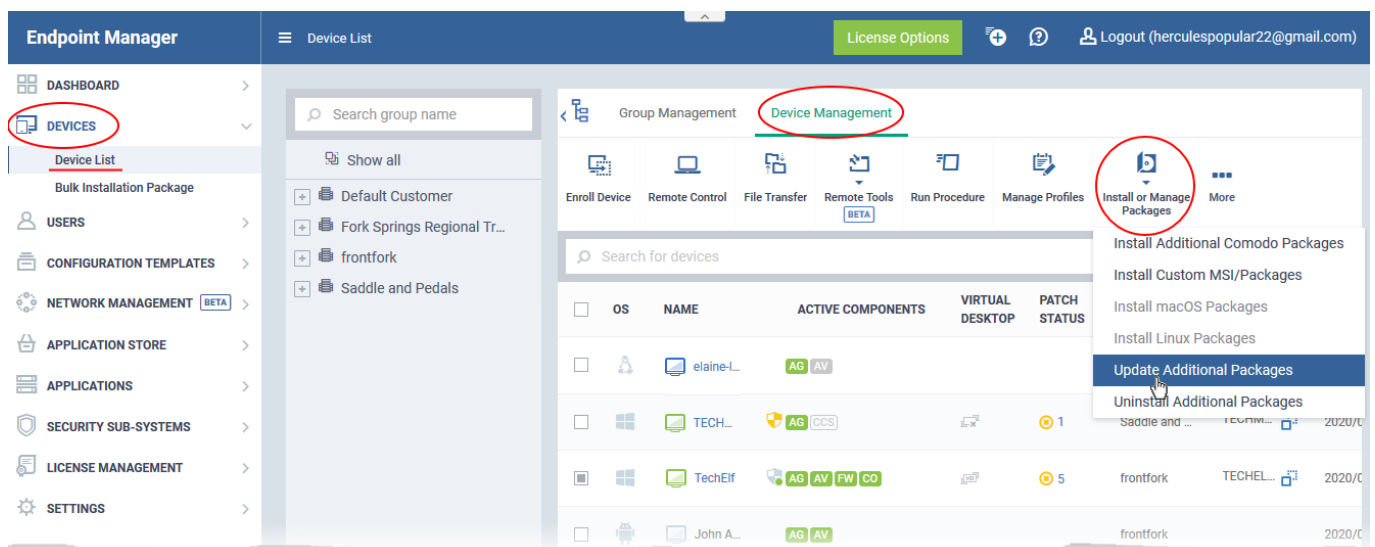 Endpoint Manager
Device List
License Options
Logout (herculespopular22@gmail.com)
DASHBOARD
DEVICES
Device List
Bulk Installation Package
USERS
CONFIGURATION TEMPLATES
NETWORK MANAGEMENT BETA
APPLICATION STORE
APPLICATIONS
SECURITY SUB-SYSTEMS
LICENSE MANAGEMENT
SETTINGS
Search group name
Show all
Default Customer
Fork Springs Regional Tr...
frontfork
Saddle and Pedals
Group Management
Device Management
Enroll Device
Remote Control
File Transfer
Remote Tools
BETA
Run Procedure
Manage Profiles
Install or Manage
Packages
More
Install Additional Comodo Packages
Install Custom MSI/Packages
Install macOS Packages
Install Linux Packages
Update Additional Packages
Uninstall Additional Packages
Search for devices
OS NAME ACTIVE COMPONENTS VIRTUAL DESKTOP PATCH STATUS
elaine-l... AG AV
TECH... AG CCS 1 Saddle and ... TECHM... 2020/0
TechElf AG AV FW CO 5 frontfork TECHEL... 2020/0
John A... AG AV frontfork 2020/0